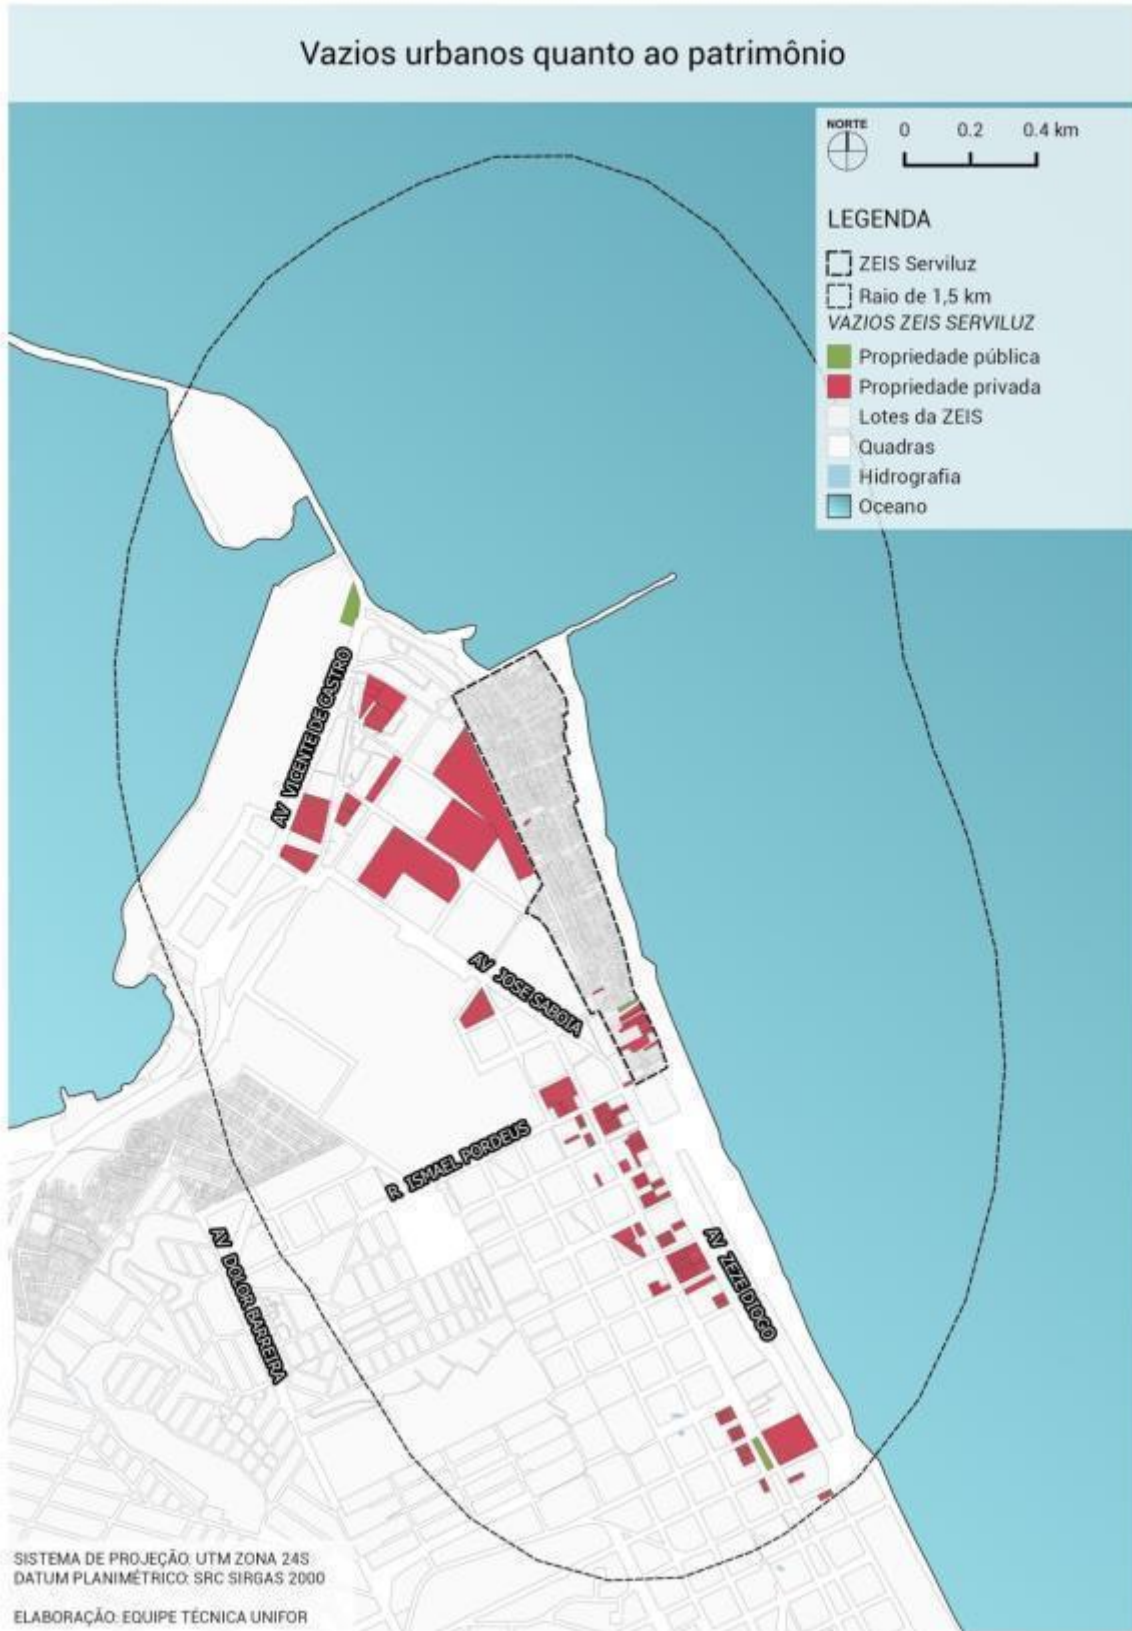 Vazios urbanos quanto ao patrimônio
NORTE
0 0.2 0.4 km
LEGENDA
ZEIS Serviluz
Raio de 1,5 km
VAZIOS ZEIS SERVILUZ
Propriedade pública
Propriedade privada
Lotes da ZEIS
Quadras
Hidrografia
Oceano
AV VICENTE DE CASTRO
AV JOSE SABOIA
R ISMAEL PORDEUS
AV DOLOR BARREIRA
AV ZEZE DIOGO
SISTEMA DE PROJEÇÃO: UTM ZONA 24S
DATUM PLANIMÉTRICO: SRC SIRGAS 2000
ELABORAÇÃO: EQUIPE TÉCNICA UNIFOR